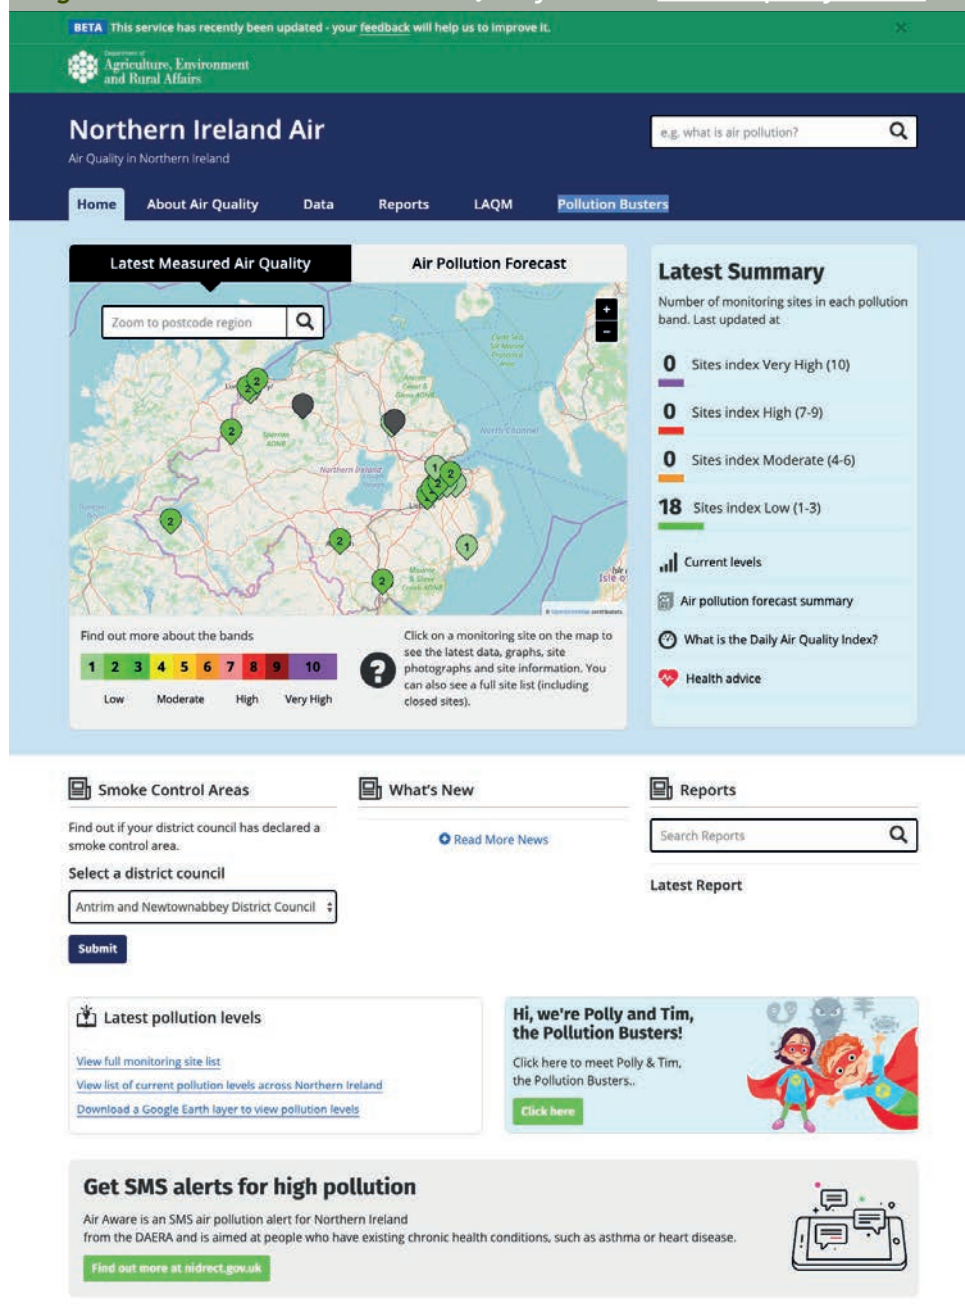 BETA This service has recently been updated - your feedback will help us to improve it.
Department of
Agriculture, Environment
and Rural Affairs
Northern Ireland Air
Air Quality in Northern Ireland
e.g. what is air pollution?
Home About Air Quality Data Reports LAQM Pollution Busters
Latest Measured Air Quality Air Pollution Forecast
Zoom to postcode region
+
−
North Channel
Northern Ireland
2
2
2
2
2
2
1
2
2
1
Find out more about the bands
1 2 3 4 5 6 7 8 9 10
Low Moderate High Very High
?
Click on a monitoring site on the map to
see the latest data, graphs, site
photographs and site information. You
can also see a full site list (including
closed sites).
Latest Summary
Number of monitoring sites in each pollution
band. Last updated at
0 Sites index Very High (10)
0 Sites index High (7-9)
0 Sites index Moderate (4-6)
18 Sites index Low (1-3)
Current levels
Air pollution forecast summary
What is the Daily Air Quality Index?
Health advice
Smoke Control Areas
Find out if your district council has declared a
smoke control area.
Select a district council
Antrim and Newtownabbey District Council
Submit
What's New
Read More News
Reports
Search Reports
Latest Report
Latest pollution levels
View full monitoring site list
View list of current pollution levels across Northern Ireland
Download a Google Earth layer to view pollution levels
Hi, we're Polly and Tim,
the Pollution Busters!
Click here to meet Polly & Tim,
the Pollution Busters..
Click here
Get SMS alerts for high pollution
Air Aware is an SMS air pollution alert for Northern Ireland
from the DAERA and is aimed at people who have existing chronic health conditions, such as asthma or heart disease.
Find out more at nidirect.gov.uk